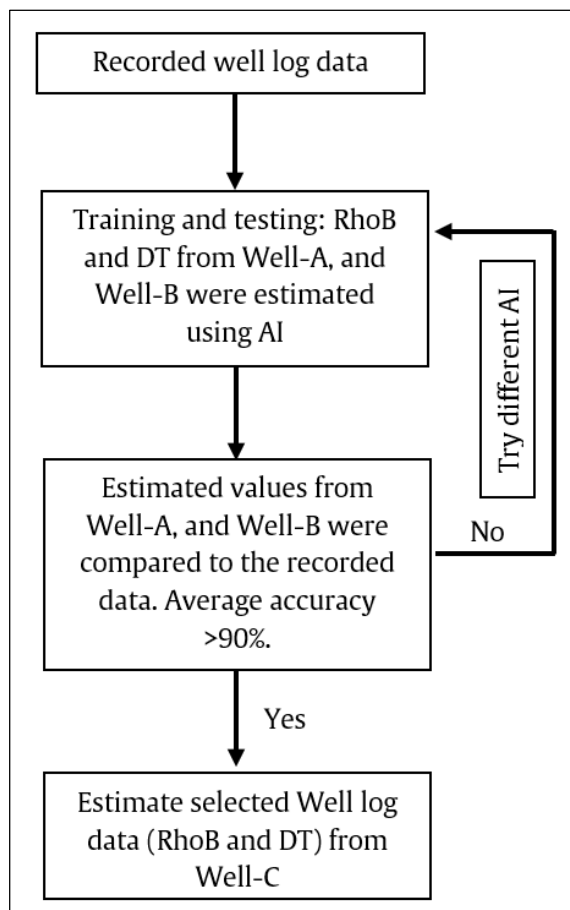 Recorded well log data
Training and testing: RhoB
and DT from Well-A, and
Well-B were estimated
using AI
Try different AI
Estimated values from
Well-A, and Well-B were
compared to the recorded
data. Average accuracy
>90%.
No
Yes
Estimate selected Well log
data (RhoB and DT) from
Well-C